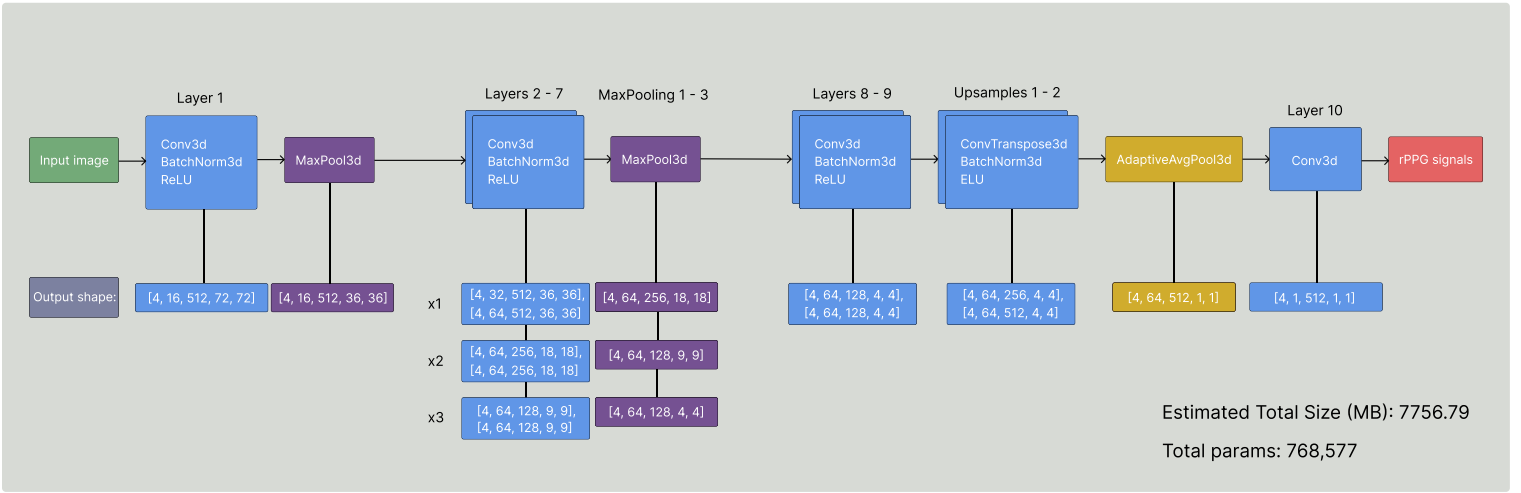 Layer 1
Layers 2 - 7
MaxPooling 1 - 3
Layers 8 - 9
Upsamples 1 - 2
Layer 10
Input image
Conv3d
BatchNorm3d
ReLU
MaxPool3d
Conv3d
BatchNorm3d
ReLU
MaxPool3d
Conv3d
BatchNorm3d
ReLU
ConvTranspose3d
BatchNorm3d
ELU
AdaptiveAvgPool3d
Conv3d
rPPG signals
Output shape:
[4, 16, 512, 72, 72]
[4, 16, 512, 36, 36]
x1
[4, 32, 512, 36, 36],
[4, 64, 512, 36, 36]
[4, 64, 256, 18, 18]
[4, 64, 128, 4, 4],
[4, 64, 128, 4, 4]
[4, 64, 256, 4, 4],
[4, 64, 512, 4, 4]
[4, 64, 512, 1, 1]
[4, 1, 512, 1, 1]
x2
[4, 64, 256, 18, 18],
[4, 64, 256, 18, 18]
[4, 64, 128, 9, 9]
x3
[4, 64, 128, 9, 9],
[4, 64, 128, 9, 9]
[4, 64, 128, 4, 4]
Estimated Total Size (MB): 7756.79
Total params: 768,577